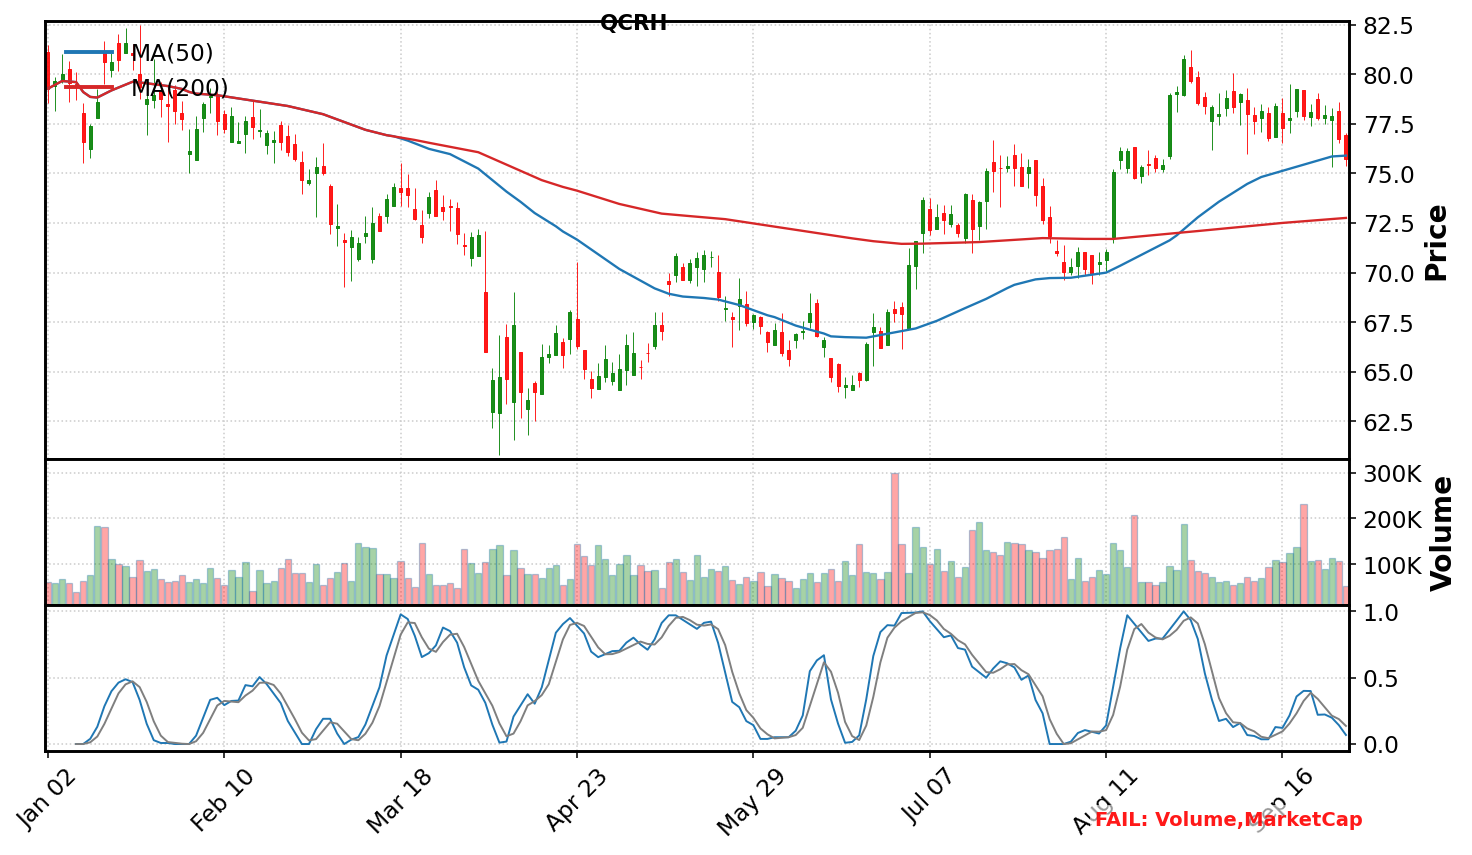 QCRH
MA(50)
MA(200)
82.5
80.0
77.5
75.0
72.5
70.0
67.5
65.0
62.5
Price
300K
200K
100K
Volume
1.0
0.5
0.0
Jan 02
Feb 10
Mar 18
Apr 23
May 29
Jul 07
Aug 11
Sep 16
FAIL: Volume,MarketCap